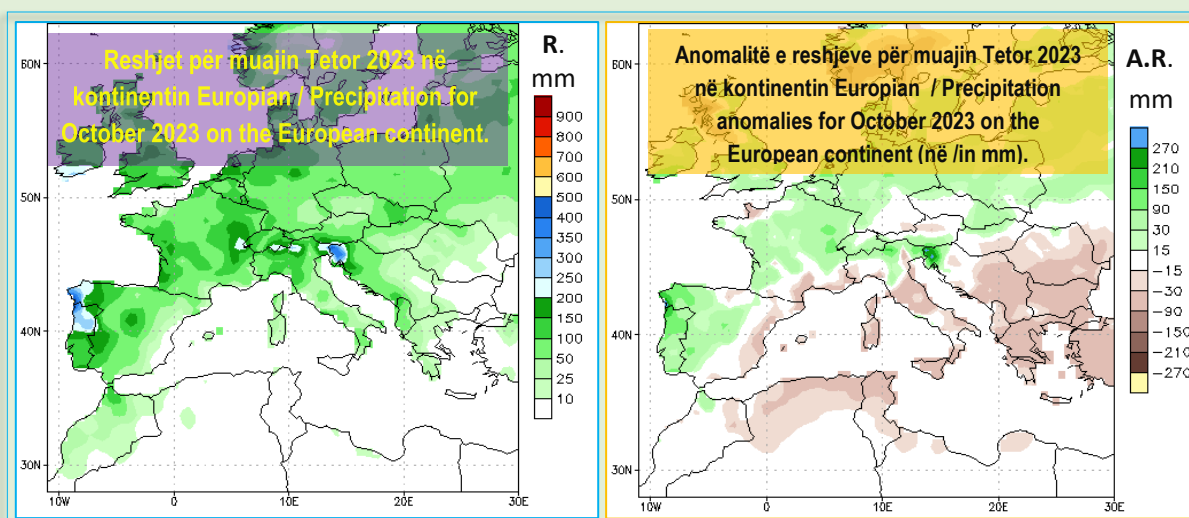 Reshjet për muajin Tetor 2023 në
kontinentin Europian / Precipitation for
October 2023 on the European continent.
R.
mm
900
800
700
600
500
400
350
300
250
200
150
100
50
25
10
60N
50N
40N
30N
10W
0
10E
20E
30E
Anomalitë e reshjeve për muajin Tetor 2023
në kontinentin Europian / Precipitation
anomalies for October 2023 on the
European continent (në /in mm).
A.R.
mm
270
210
150
90
30
15
−15
−30
−90
−150
−210
−270
60N
50N
40N
30N
10W
0
10E
20E
30E